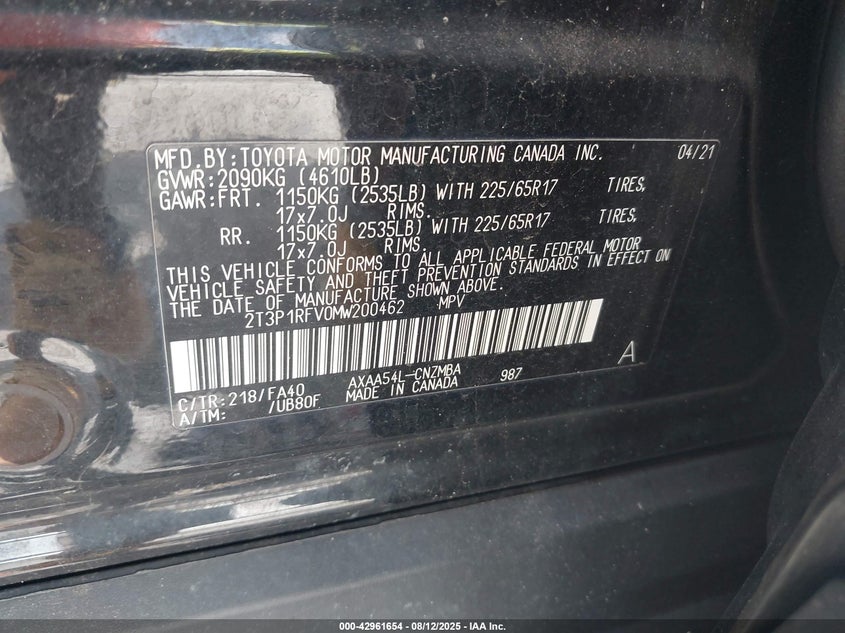 MFD.BY:TOYOTA MOTOR MANUFACTURING CANADA INC. 04/21
GVWR:2090KG (4610LB)
GAWR:FRT. 1150KG (2535LB) WITH 225/65R17 TIRES,
17x7.0J RIMS.
RR. 1150KG (2535LB) WITH 225/65R17 TIRES,
17x7.0J RIMS.
THIS VEHICLE CONFORMS TO ALL APPLICABLE FEDERAL MOTOR
VEHICLE SAFETY AND THEFT PREVENTION STANDARDS IN EFFECT ON
THE DATE OF MANUFACTURE SHOWN ABOVE.
2T3P1RFV0MW200462 MPV
A
C/TR:218/FA40 AXAA54L-CNZMBA 987
A/TM: /UB80F MADE IN CANADA
000-42961654 - 08/12/2025 - IAA Inc.